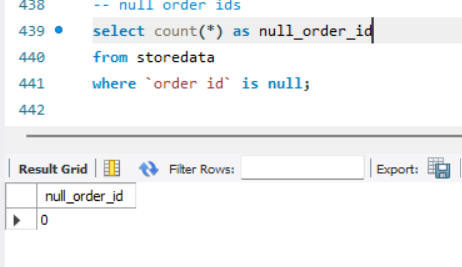 438 -- null order ids
439 select count(*) as null_order_id
440 from storedata
441 where `order id` is null;
442
Result Grid Filter Rows: Export:
null_order_id
0